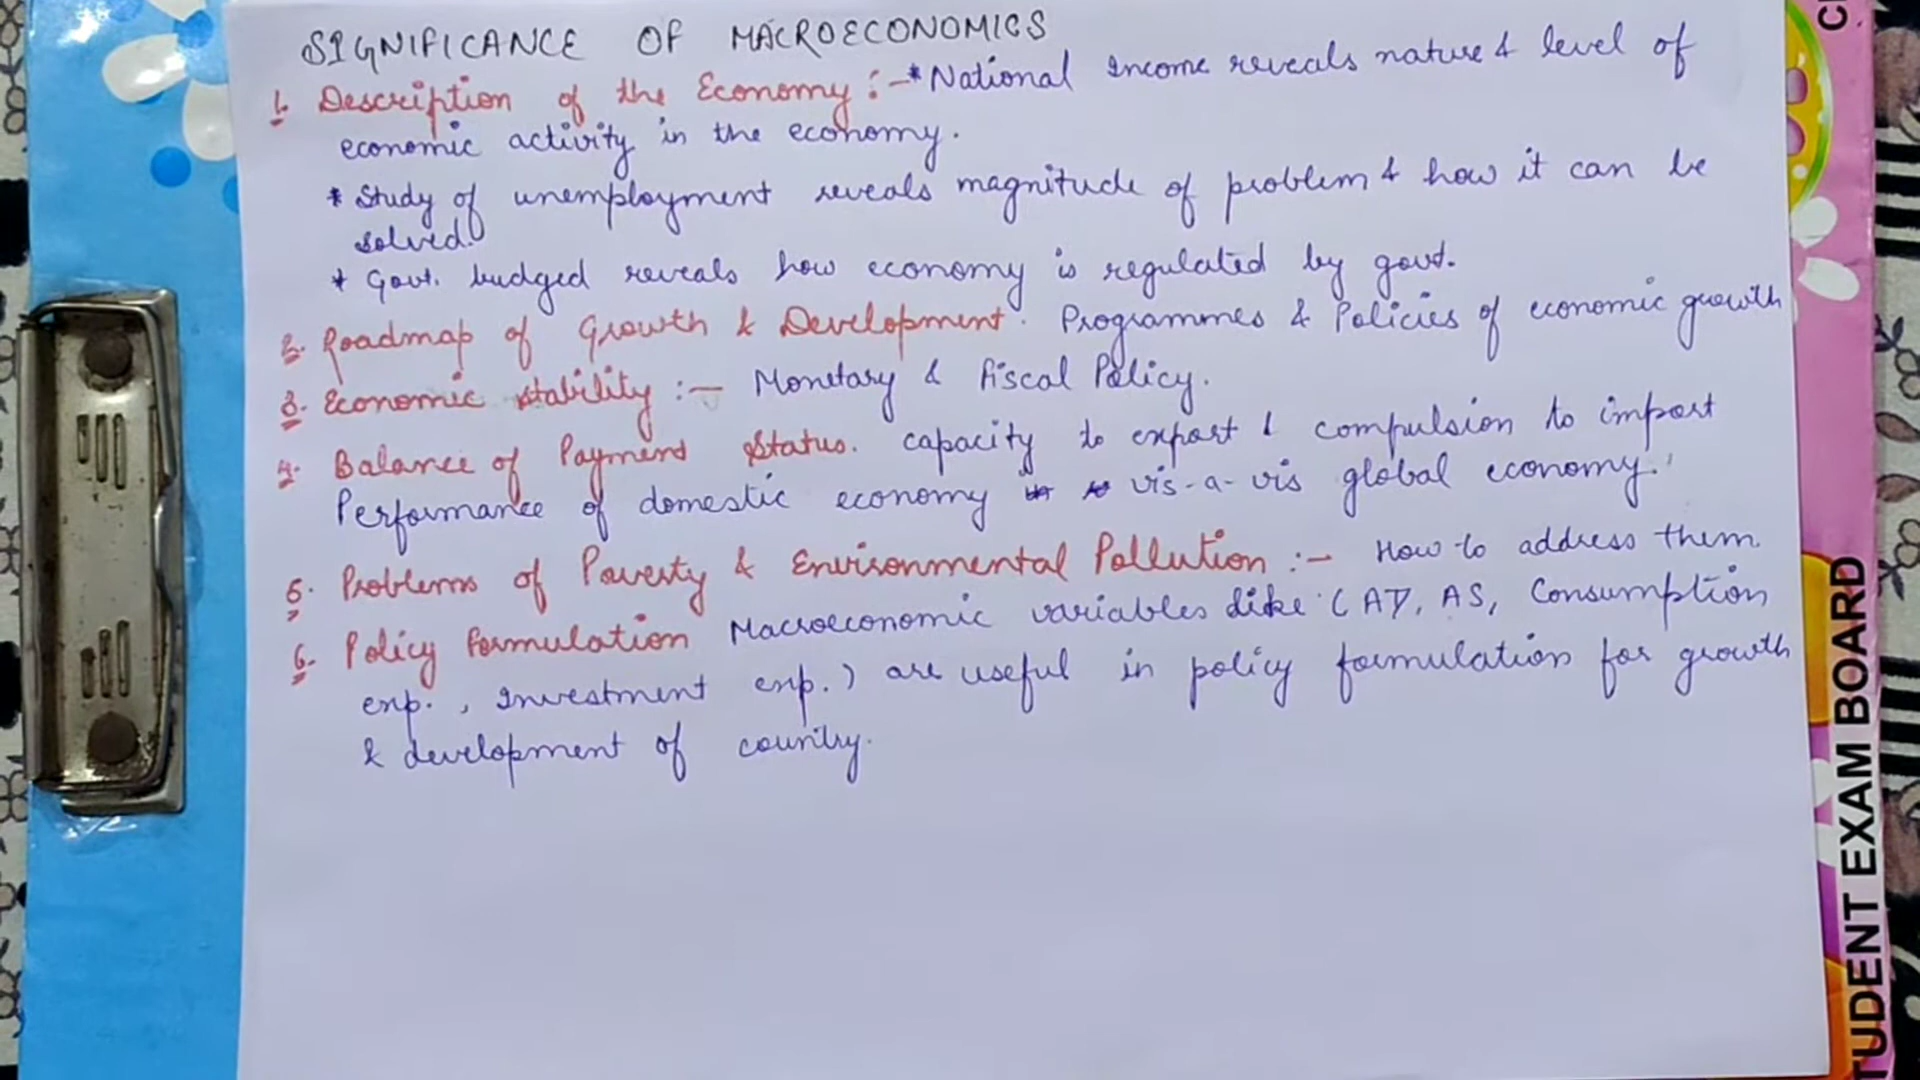 SIGNIFICANCE OF MACROECONOMICS
1. Description of the Economy :- * National Income reveals nature & level of
economic activity in the economy.
* Study of unemployment reveals magnitude of problem & how it can be
solved.
* Govt. budged reveals how economy is regulated by govt.
2. Roadmap of Growth & Development. Programmes & Policies of economic growth
3. Economic stability :- Monetary & Fiscal Policy.
4. Balance of Payment Status. capacity to export & compulsion to import
Performance of domestic economy vis-a-vis global economy.
5. Problems of Poverty & Environmental Pollution :- How to address them
6. Policy Formulation Macroeconomic variables like (AD, AS, Consumption
exp., Investment exp.) are useful in policy formulation for growth
& development of country.
TUDENT EXAM BOARD